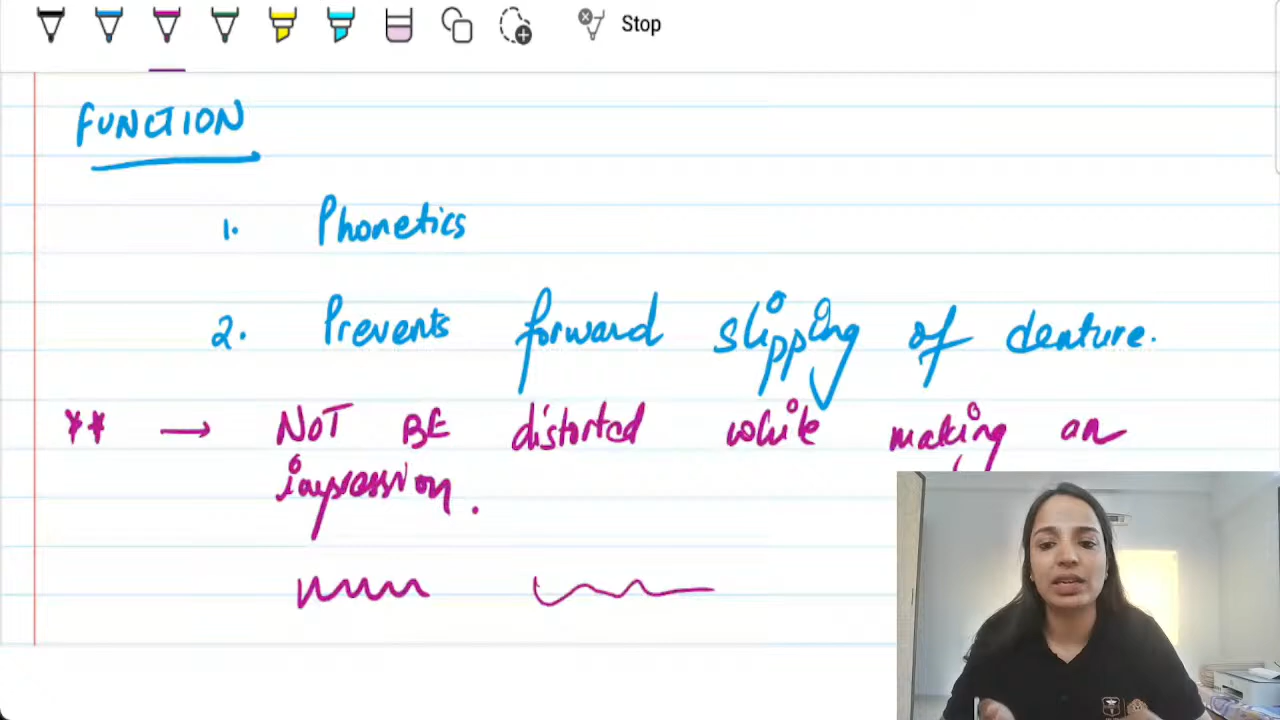 Stop
FUNCTION
1. Phonetics
2. Prevents forward slipping of denture.
** → NOT BE distorted while making an
impression.